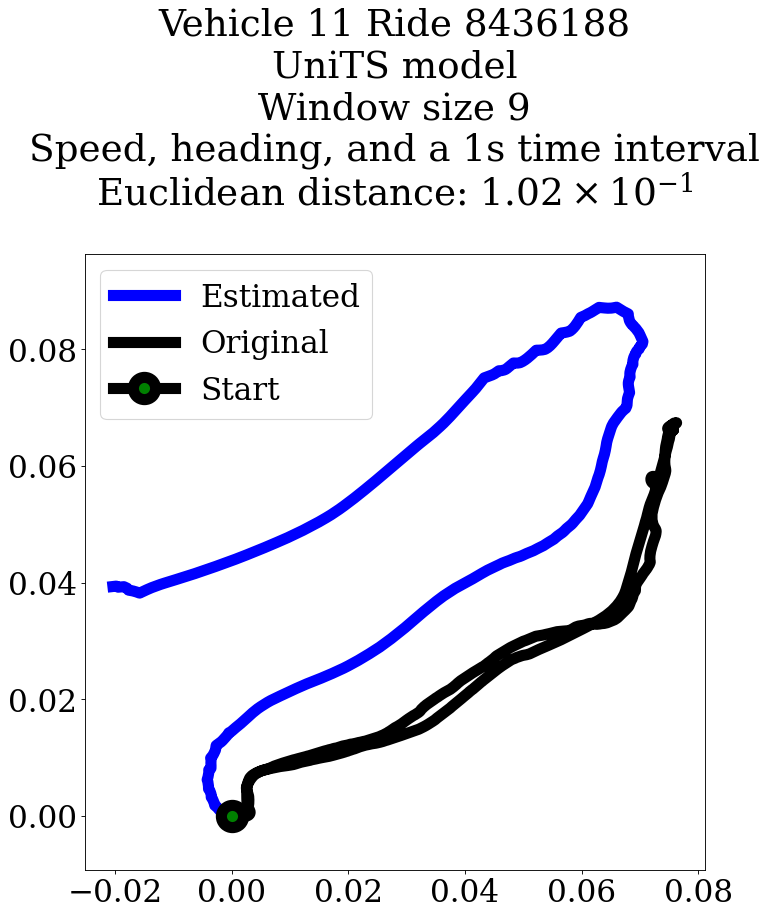 Vehicle 11 Ride 8436188
UniTS model
Window size 9
Speed, heading, and a 1s time interval
Euclidean distance: 1.02 × 10⁻¹
Estimated
Original
Start
0.08
0.06
0.04
0.02
0.00
−0.02 0.00 0.02 0.04 0.06 0.08